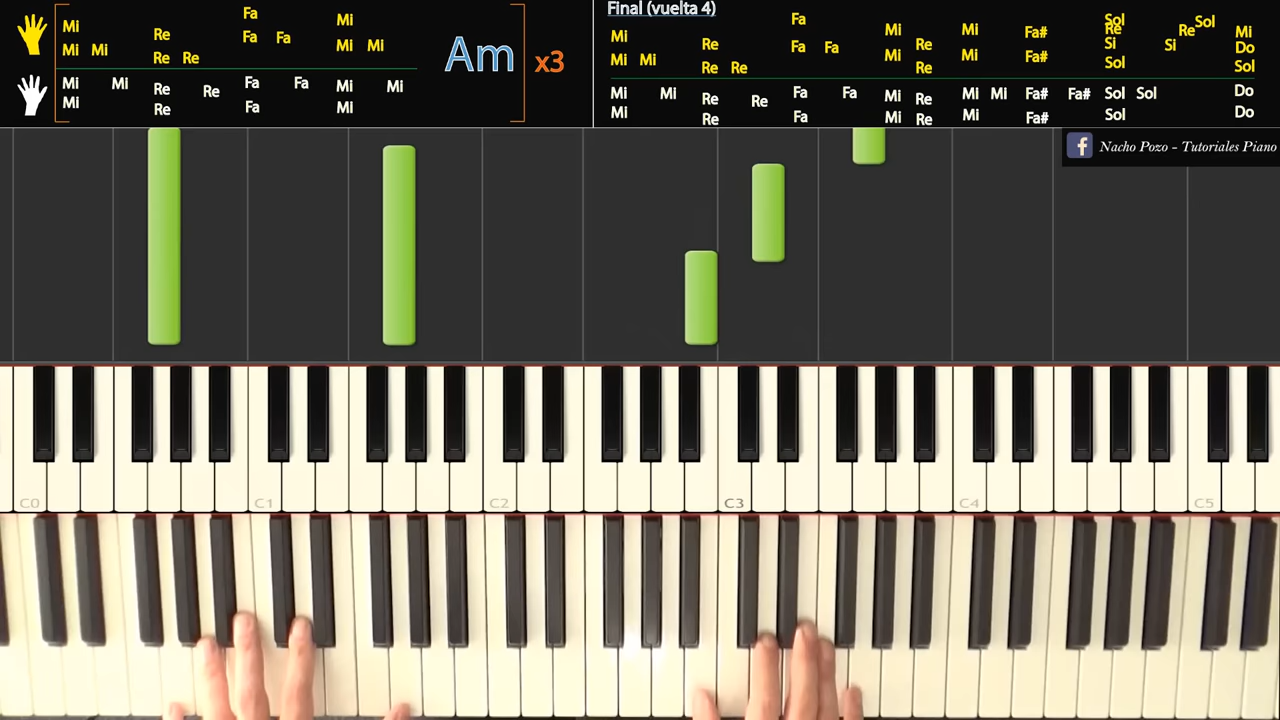 Fa
Mi Mi
Re Fa Fa Mi Mi
Mi Mi Re Re
Mi Mi Re Re Fa Fa Mi Mi
Mi Re Fa Mi
Am x3
Final (vuelta 4)
Fa Mi Mi Fa# Sol Re Re Sol Mi
Mi Re Fa Fa Mi Re Mi Fa# Si Si Do
Mi Mi Re Re Re Sol Sol
Mi Mi Re Re Fa Fa Mi Re Mi Mi Fa# Fa# Sol Sol Do
Mi Re Fa Mi Re Mi Fa# Sol Do
Nacho Pozo - Tutoriales Piano
C0 C1 C2 C3 C4 C5